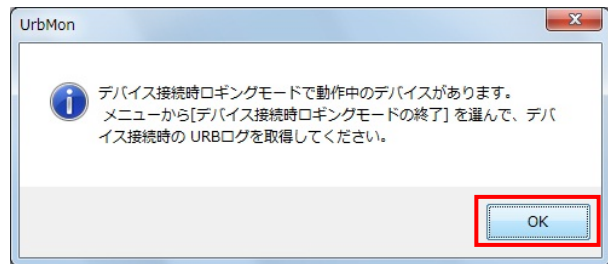 UrbMon
デバイス接続時ロギングモードで動作中のデバイスがあります。
メニューから[デバイス接続時ロギングモードの終了] を選んで、デバ
イス接続時の URBログを取得してください。
OK